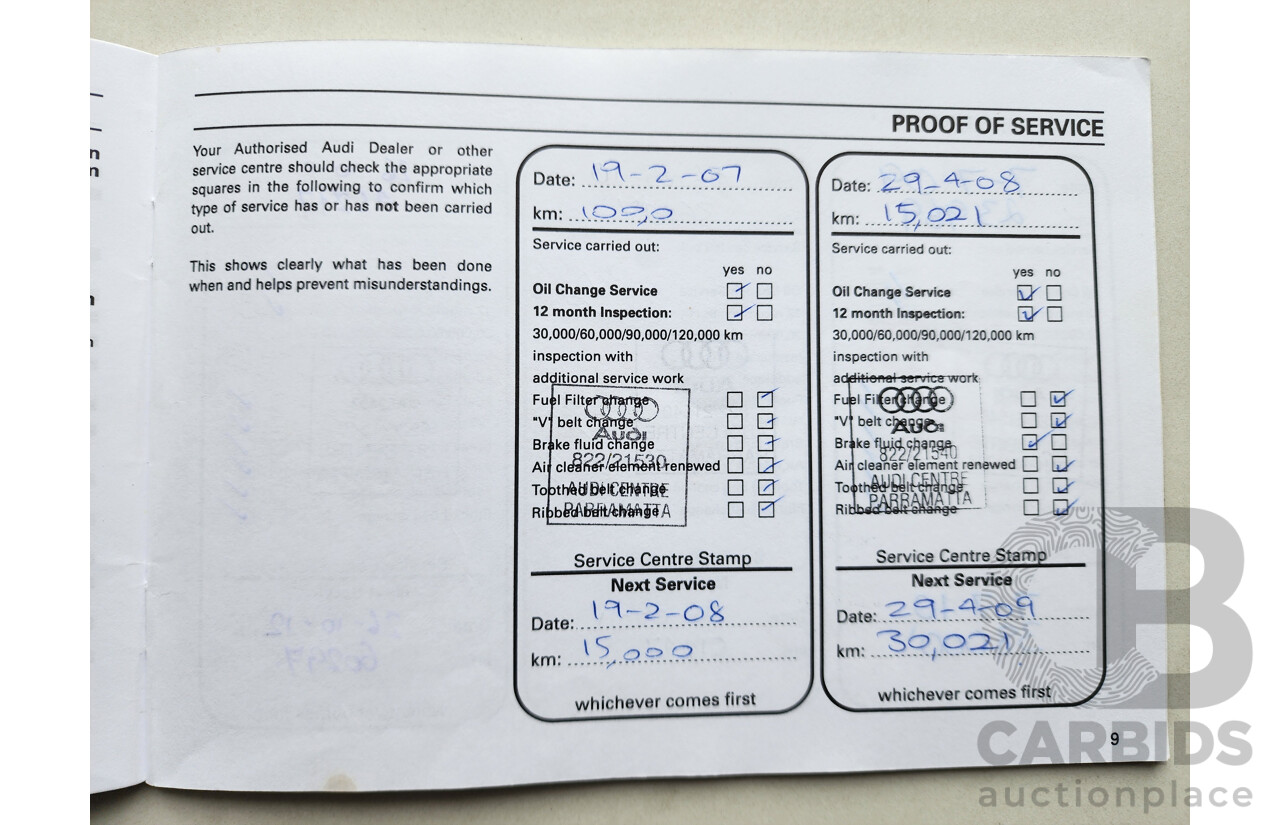 PROOF OF SERVICE
Your Authorised Audi Dealer or other
service centre should check the appropriate
squares in the following to confirm which
type of service has or has not been carried
out.
This shows clearly what has been done
when and helps prevent misunderstandings.
Date: 19-2-07
km: 100,0
Service carried out:
yes no
Oil Change Service
12 month Inspection:
30,000/60,000/90,000/120,000 km
inspection with
additional service work
Fuel Filter change
"V" belt change
Brake fluid change
Air cleaner element renewed
Toothed belt change
Ribbed belt change
Audi
822/21530
AUDI CENTRE
PARRAMATTA
Service Centre Stamp
Next Service
Date: 19-2-08
km: 15,000
whichever comes first
Date: 29-4-08
km: 15,021
Service carried out:
yes no
Oil Change Service
12 month Inspection:
30,000/60,000/90,000/120,000 km
inspection with
additional service work
Fuel Filter change
"V" belt change
Brake fluid change
Air cleaner element renewed
Toothed belt change
Ribbed belt change
Audi
AUDI CENTRE
PARRAMATTA
Service Centre Stamp
Next Service
Date: 29-4-09
km: 30,021
whichever comes first
9
CARBIDS
auctionplace